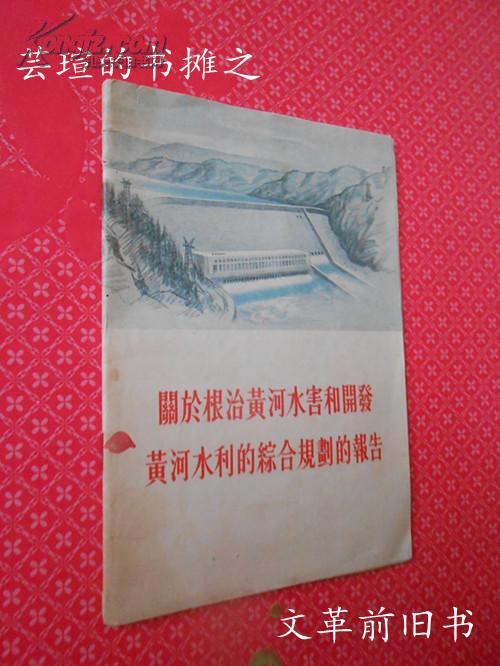 芸瑄的书摊之
關於根治黃河水害和開發
黃河水利的綜合規劃的報告
文革前旧书